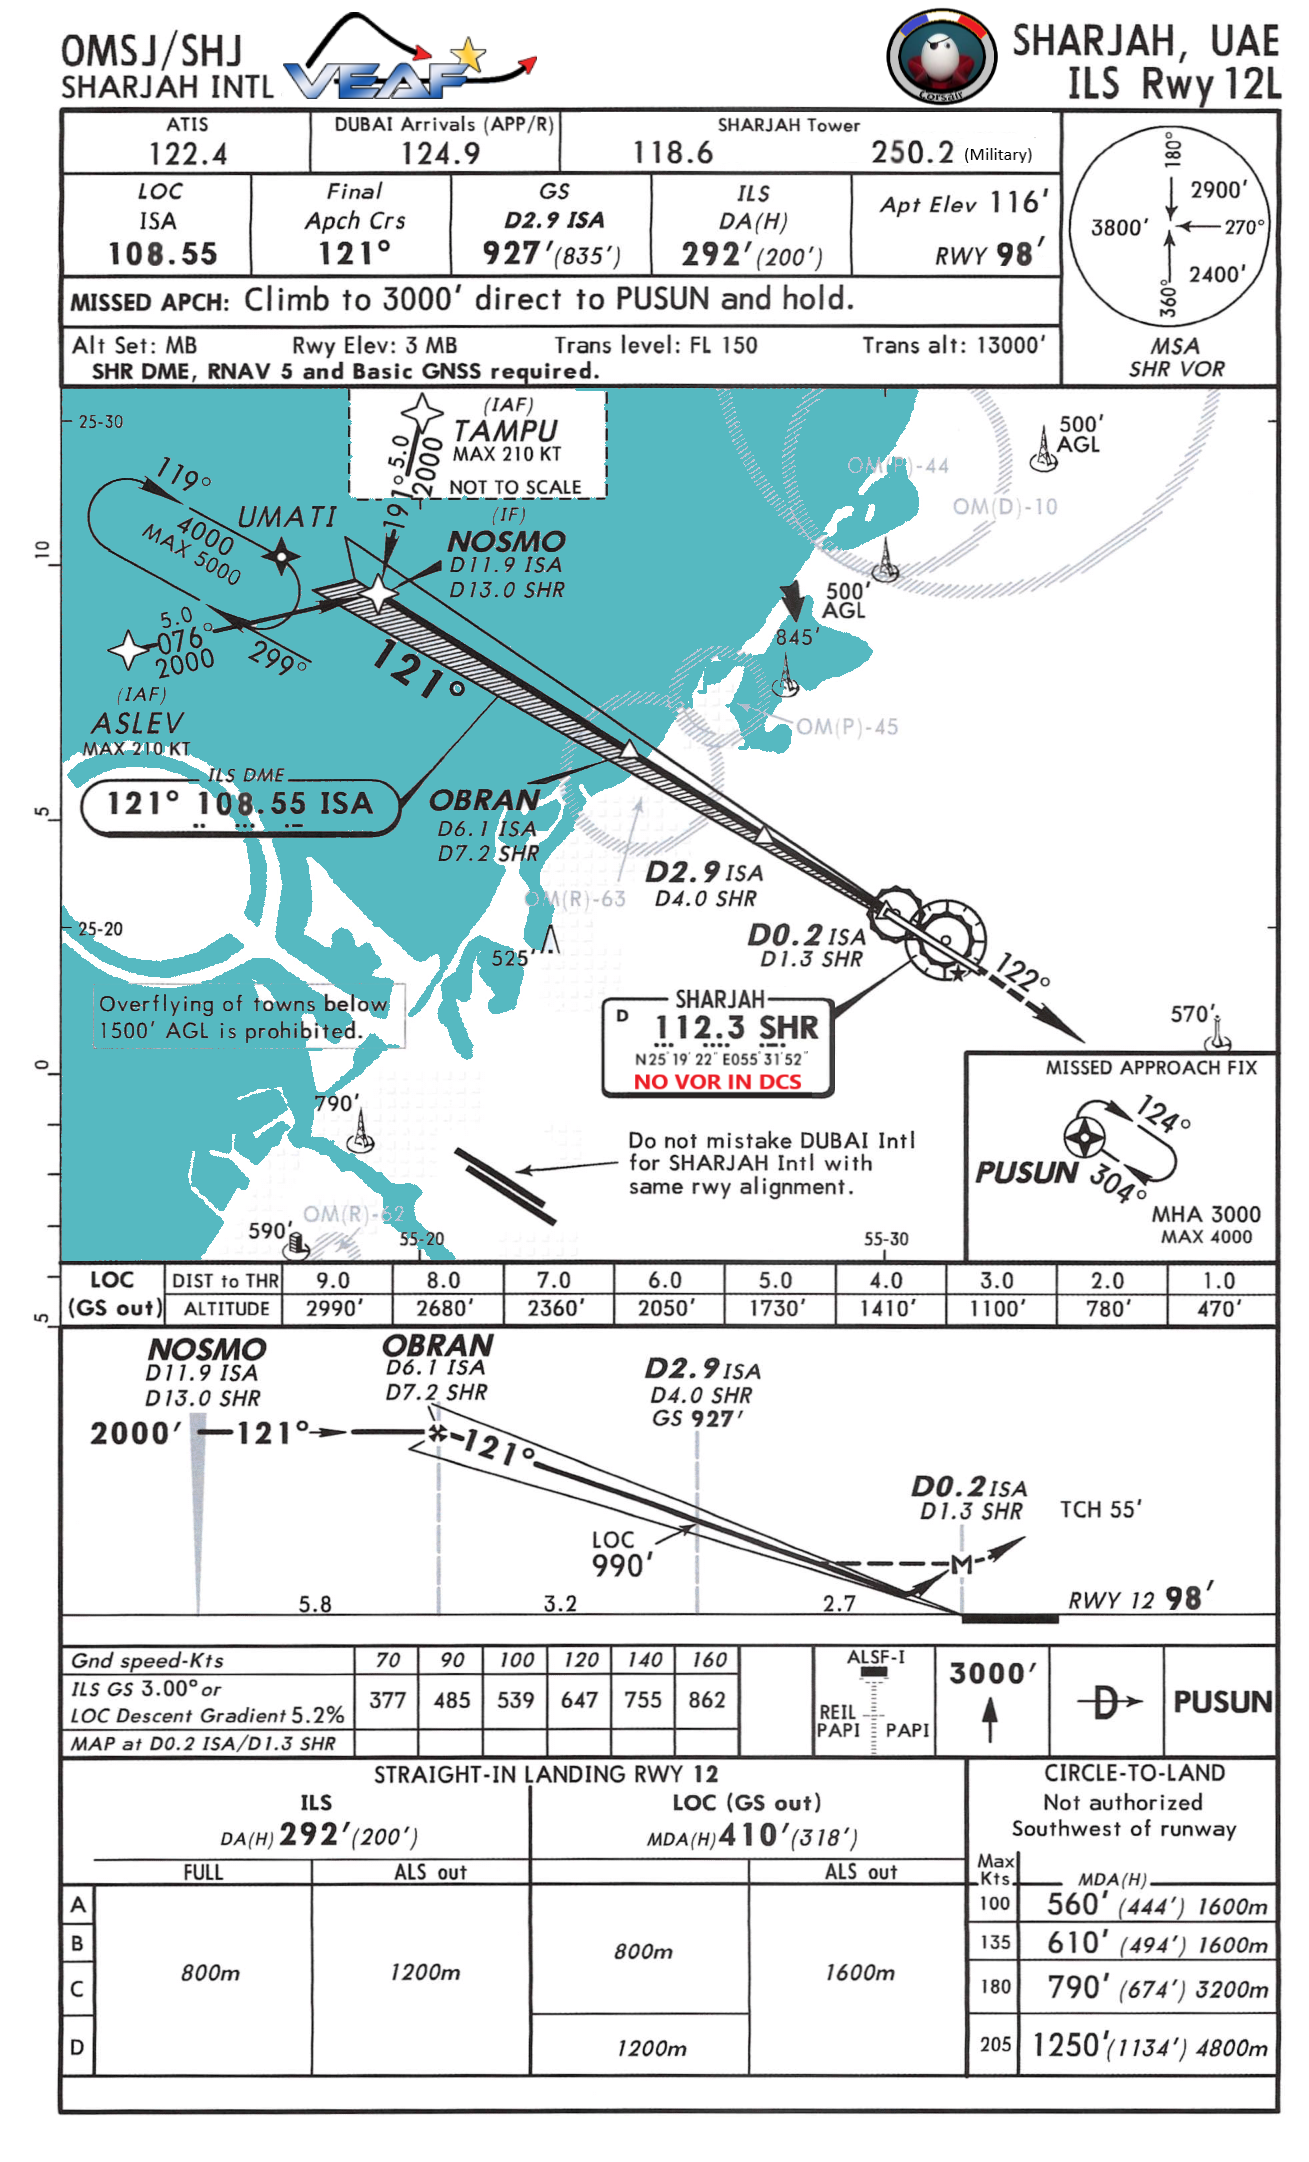 OMSJ/SHJ
SHARJAH INTL
VEAF
Corsair
SHARJAH, UAE
ILS Rwy 12L
ATIS
122.4
DUBAI Arrivals (APP/R)
124.9
SHARJAH Tower
118.6 250.2 (Military)
LOC
ISA
108.55
Final
Apch Crs
121°
GS
D2.9 ISA
927'(835')
ILS
DA(H)
292'(200')
Apt Elev 116'
RWY 98'
180°
2900'
3800'
270°
2400'
360°
MSA
SHR VOR
MISSED APCH: Climb to 3000' direct to PUSUN and hold.
Alt Set: MB Rwy Elev: 3 MB Trans level: FL 150 Trans alt: 13000'
SHR DME, RNAV 5 and Basic GNSS required.
25-30
(IAF)
TAMPU
MAX 210 KT
NOT TO SCALE
191° 5.0
2000
500'
AGL
OM(P)-44
OM(D)-10
119°
4000
MAX 5000
UMATI
(IF)
NOSMO
D11.9 ISA
D13.0 SHR
10
500'
AGL
845'
5.0
076°
2000
299°
121°
(IAF)
ASLEV
MAX 210 KT
OM(P)-45
ILS DME
121° 108.55 ISA
OBRAN
D6.1 ISA
D7.2 SHR
5
D2.9 ISA
D4.0 SHR
OM(R)-63
25-20
525'
D0.2 ISA
D1.3 SHR
122°
Overflying of towns below
1500' AGL is prohibited.
SHARJAH
D 112.3 SHR
N25 19 22 E055 31 52
NO VOR IN DCS
570'
0
MISSED APPROACH FIX
790'
124°
PUSUN
304°
MHA 3000
MAX 4000
Do not mistake DUBAI Intl
for SHARJAH Intl with
same rwy alignment.
OM(R)-62
590'
55-20
55-30
5
LOC
(GS out)
DIST to THR 9.0 8.0 7.0 6.0 5.0 4.0 3.0 2.0 1.0
ALTITUDE 2990' 2680' 2360' 2050' 1730' 1410' 1100' 780' 470'
NOSMO
D11.9 ISA
D13.0 SHR
OBRAN
D6.1 ISA
D7.2 SHR
D2.9 ISA
D4.0 SHR
GS 927'
2000' 121° 121°
D0.2 ISA
D1.3 SHR
TCH 55'
LOC
990'
M
5.8 3.2 2.7
RWY 12 98'
Gnd speed-Kts 70 90 100 120 140 160
ILS GS 3.00° or
LOC Descent Gradient 5.2%
377 485 539 647 755 862
MAP at D0.2 ISA/D1.3 SHR
ALSF-I
REIL
PAPI PAPI
3000'
D
PUSUN
STRAIGHT-IN LANDING RWY 12
ILS
DA(H) 292'(200')
LOC (GS out)
MDA(H) 410'(318')
CIRCLE-TO-LAND
Not authorized
Southwest of runway
FULL ALS out ALS out
Max
Kts MDA(H)
A
B
C
D
800m 1200m
800m
1200m
1600m
100 560' (444') 1600m
135 610' (494') 1600m
180 790' (674') 3200m
205 1250'(1134') 4800m